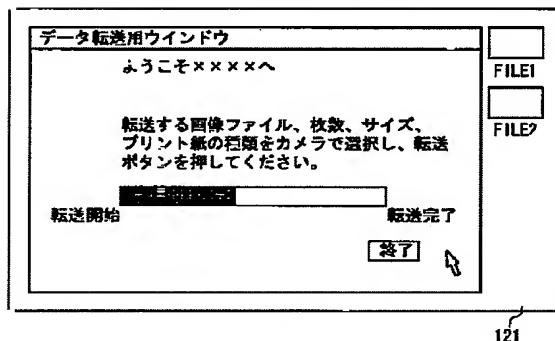 データ転送用ウインドウ
ようこそ××××へ
転送する画像ファイル、枚数、サイズ、
プリント紙の種類をカメラで選択し、転送
ボタンを押してください。
転送開始
転送完了
終了
FILE1
FILE2
121